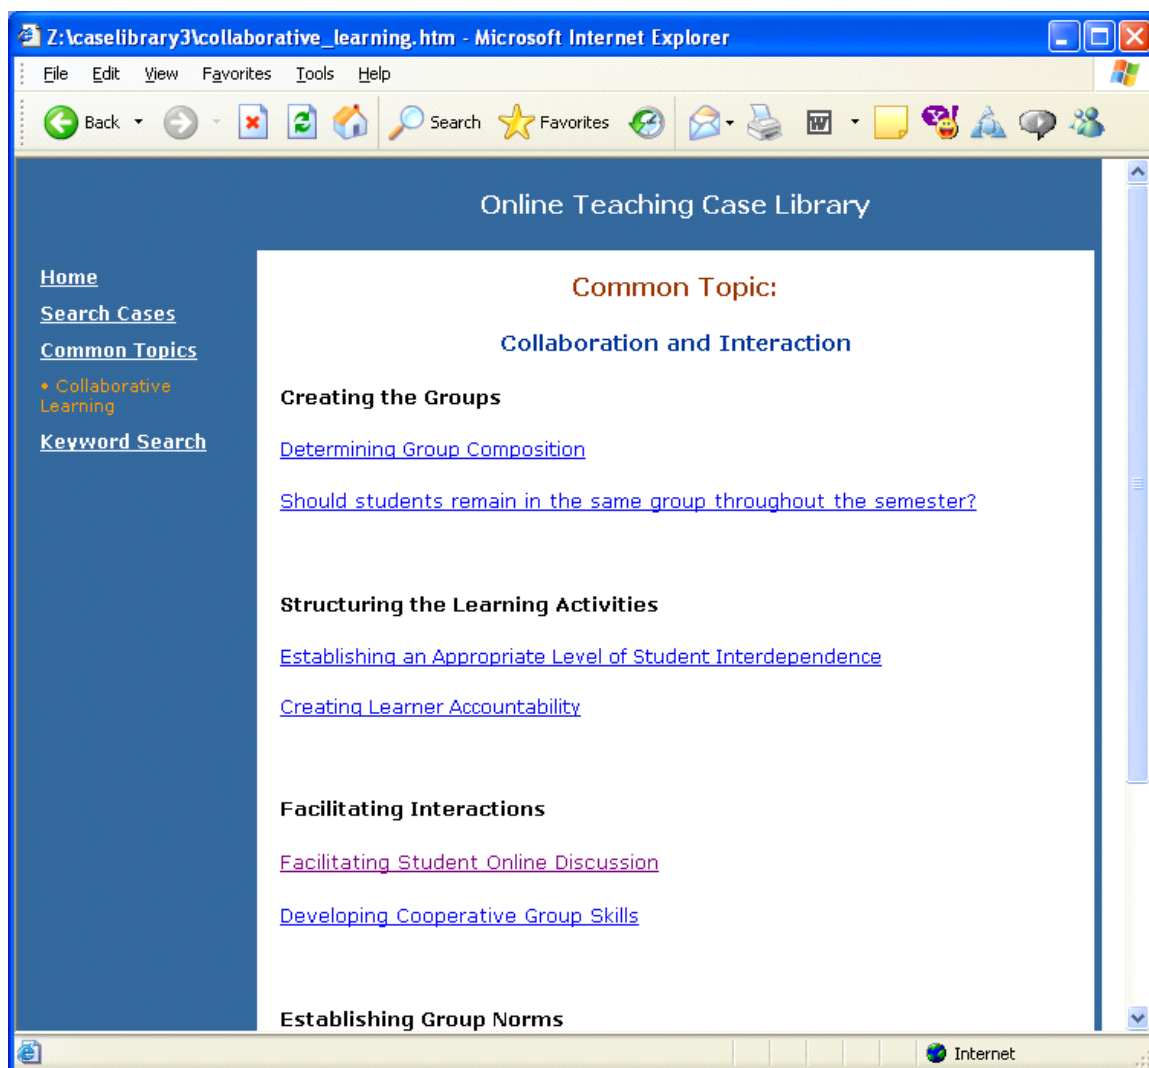 Z:\caselibrary3\collaborative_learning.htm - Microsoft Internet Explorer
File Edit View Favorites Tools Help
Back Search Favorites
Online Teaching Case Library
Home
Search Cases
Common Topics
• Collaborative
Learning
Keyword Search
Common Topic:
Collaboration and Interaction
Creating the Groups
Determining Group Composition
Should students remain in the same group throughout the semester?
Structuring the Learning Activities
Establishing an Appropriate Level of Student Interdependence
Creating Learner Accountability
Facilitating Interactions
Facilitating Student Online Discussion
Developing Cooperative Group Skills
Establishing Group Norms
Internet